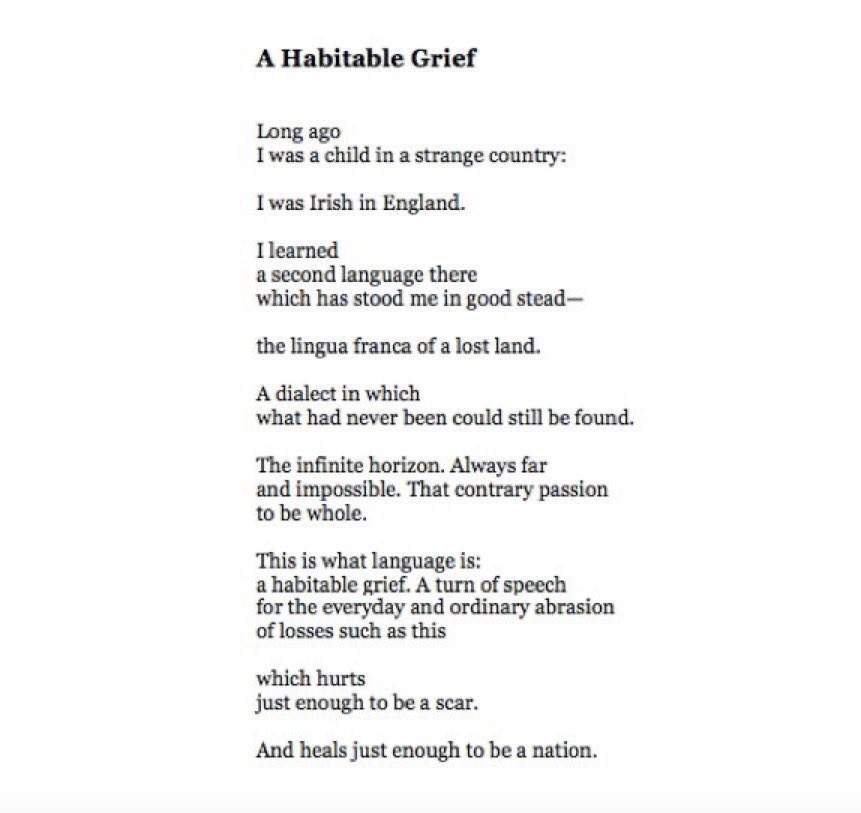 A Habitable Grief
Long ago
I was a child in a strange country:
I was Irish in England.
I learned
a second language there
which has stood me in good stead—
the lingua franca of a lost land.
A dialect in which
what had never been could still be found.
The infinite horizon. Always far
and impossible. That contrary passion
to be whole.
This is what language is:
a habitable grief. A turn of speech
for the everyday and ordinary abrasion
of losses such as this
which hurts
just enough to be a scar.
And heals just enough to be a nation.